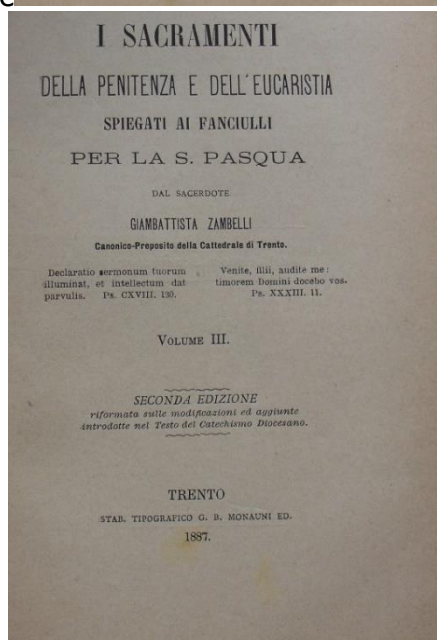 I SACRAMENTI
DELLA PENITENZA E DELL'EUCARISTIA
SPIEGATI AI FANCIULLI
PER LA S. PASQUA
DAL SACERDOTE
GIAMBATTISTA ZAMBELLI
Canonico-Preposito della Cattedrale di Trento.
Declaratio sermonum tuorum
illuminat, et intellectum dat
parvulis. Ps. CXVIII. 130.
Venite, filii, audite me:
timorem Domini docebo vos.
Ps. XXXIII. 11.
VOLUME III.
SECONDA EDIZIONE
riformata sulle modificazioni ed aggiunte
introdotte nel Testo del Catechismo Diocesano.
TRENTO
STAB. TIPOGRAFICO G. B. MONAUNI ED.
1887.